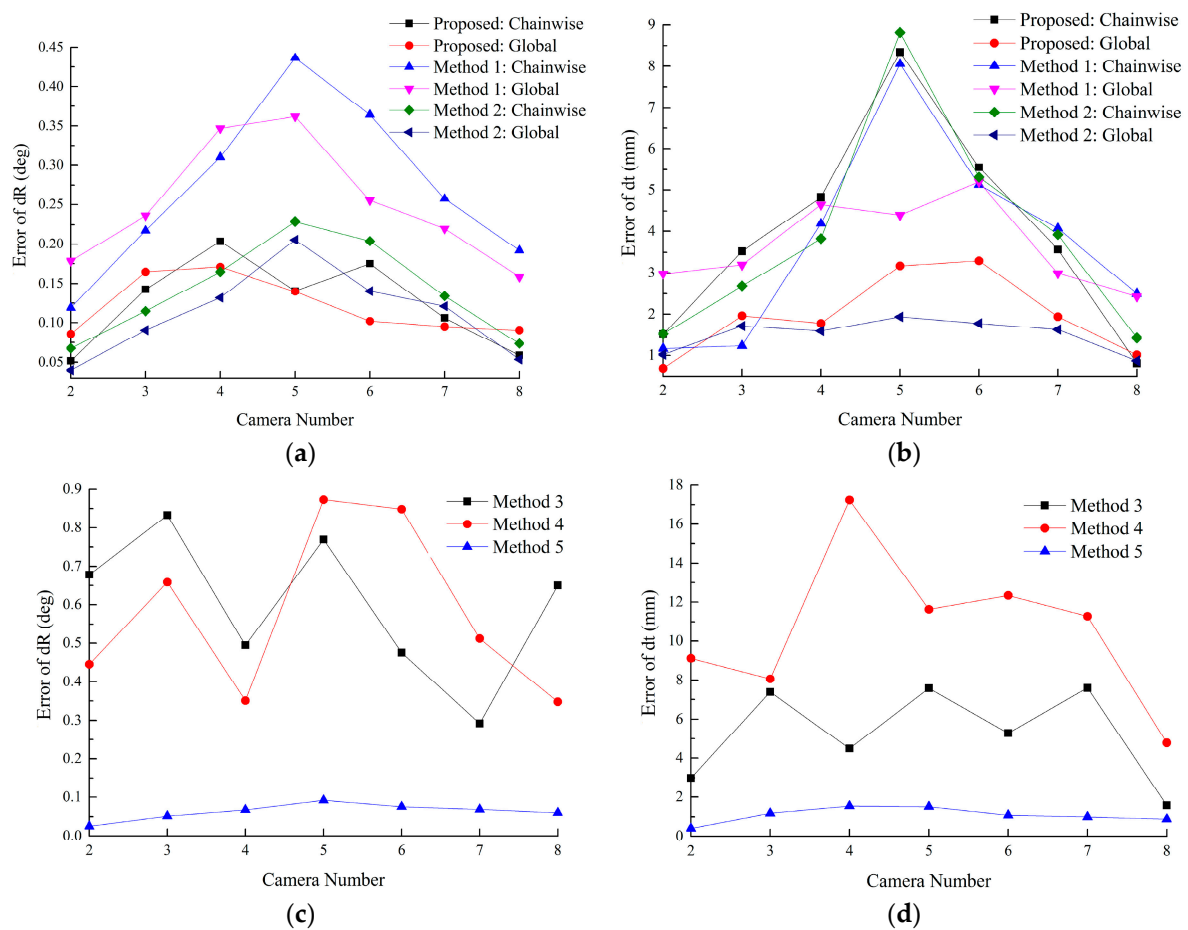 Proposed: Chainwise
Proposed: Global
Method 1: Chainwise
Method 1: Global
Method 2: Chainwise
Method 2: Global
0.45
0.40
0.35
0.30
0.25
0.20
0.15
0.10
0.05
Error of dR (deg)
2 3 4 5 6 7 8
Camera Number
(a)
Proposed: Chainwise
Proposed: Global
Method 1: Chainwise
Method 1: Global
Method 2: Chainwise
Method 2: Global
9
8
7
6
5
4
3
2
1
Error of dt (mm)
2 3 4 5 6 7 8
Camera Number
(b)
Method 3
Method 4
Method 5
0.9
0.8
0.7
0.6
0.5
0.4
0.3
0.2
0.1
0.0
Error of dR (deg)
2 3 4 5 6 7 8
Camera Number
(c)
Method 3
Method 4
Method 5
18
16
14
12
10
8
6
4
2
0
Error of dt (mm)
2 3 4 5 6 7 8
Camera Number
(d)